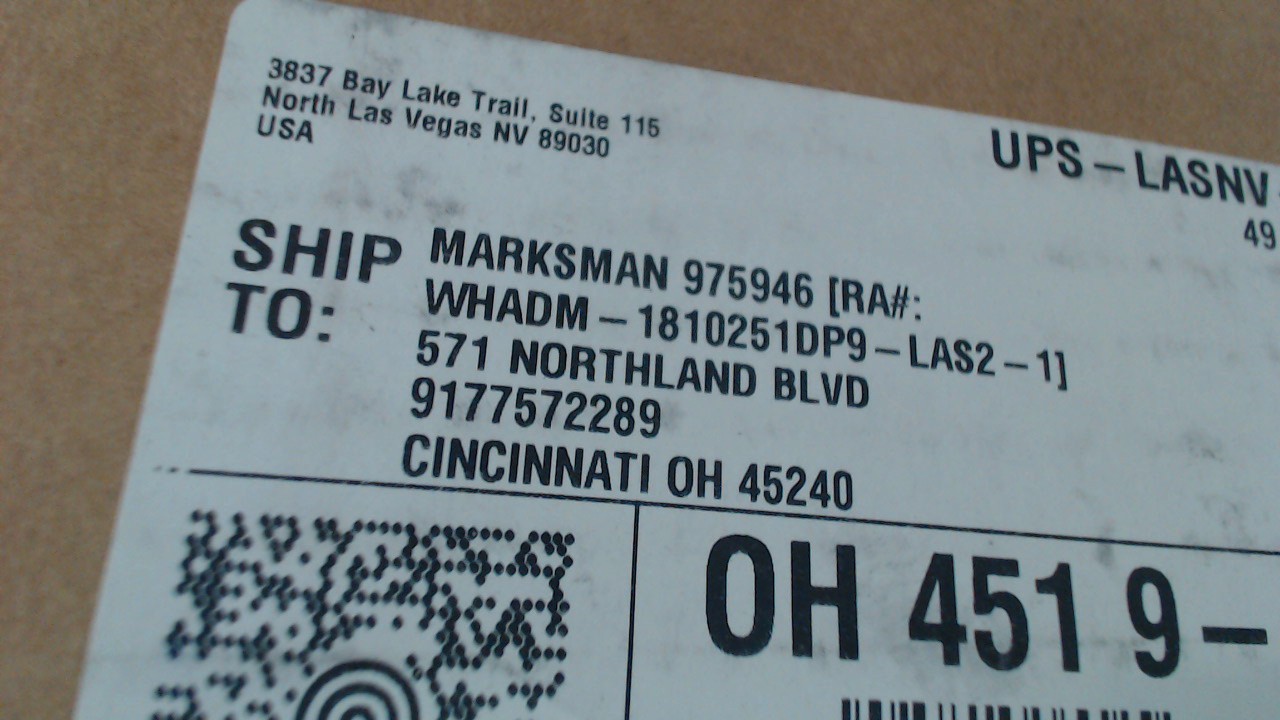 3837 Bay Lake Trail, Suite 115
North Las Vegas NV 89030
USA
UPS – LASNV
49
SHIP TO:
MARKSMAN 975946 [RA#:
WHADM – 1810251DP9 – LAS2 – 1]
571 NORTHLAND BLVD
9177572289
CINCINNATI OH 45240
OH 451 9 –